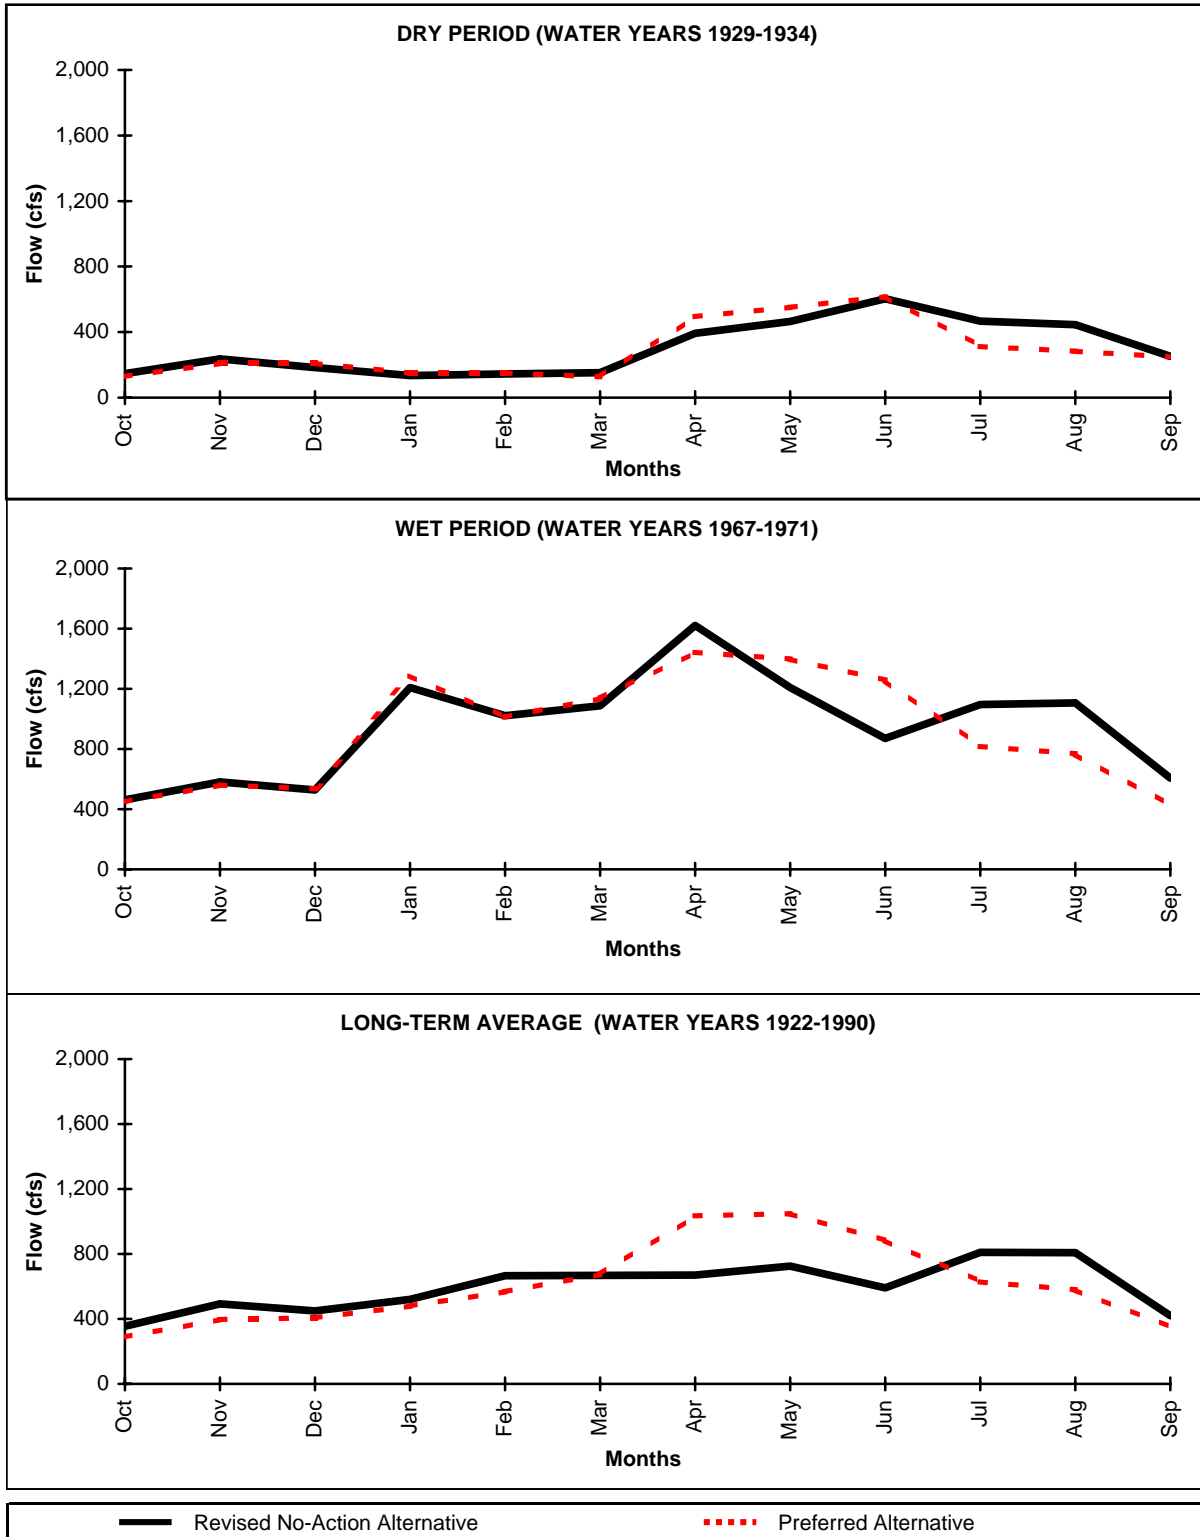 DRY PERIOD (WATER YEARS 1929-1934)
2,000
1,600
1,200
800
400
0
Flow (cfs)
Oct
Nov
Dec
Jan
Feb
Mar
Apr
May
Jun
Jul
Aug
Sep
Months
WET PERIOD (WATER YEARS 1967-1971)
2,000
1,600
1,200
800
400
0
Flow (cfs)
Oct
Nov
Dec
Jan
Feb
Mar
Apr
May
Jun
Jul
Aug
Sep
Months
LONG-TERM AVERAGE (WATER YEARS 1922-1990)
2,000
1,600
1,200
800
400
0
Flow (cfs)
Oct
Nov
Dec
Jan
Feb
Mar
Apr
May
Jun
Jul
Aug
Sep
Months
Revised No-Action Alternative
Preferred Alternative